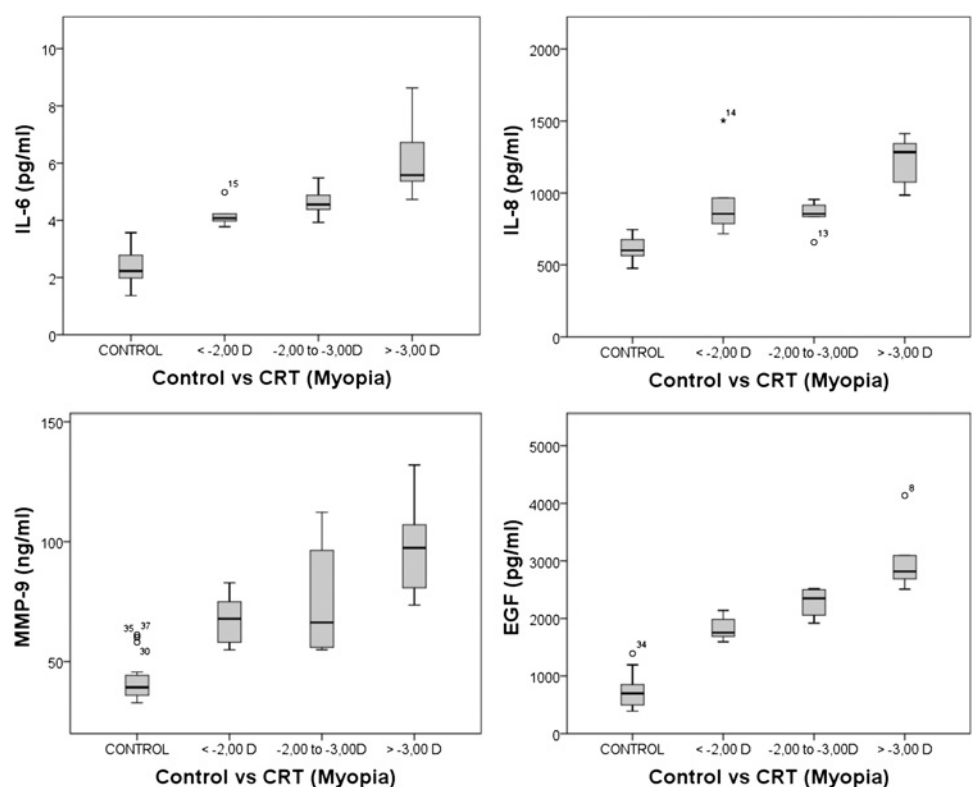 IL-6 (pg/ml)
10
8
6
4
2
0
15
CONTROL < -2,00 D -2,00 to -3,00D > -3,00 D
Control vs CRT (Myopia)
IL-8 (pg/ml)
2000
1500
1000
500
0
14
13
CONTROL < -2,00 D -2,00 to -3,00D > -3,00 D
Control vs CRT (Myopia)
MMP-9 (ng/ml)
150
100
50
35 37
30
CONTROL < -2,00 D -2,00 to -3,00D > -3,00 D
Control vs CRT (Myopia)
EGF (pg/ml)
5000
4000
3000
2000
1000
0
34
8
CONTROL < -2,00 D -2,00 to -3,00D > -3,00 D
Control vs CRT (Myopia)